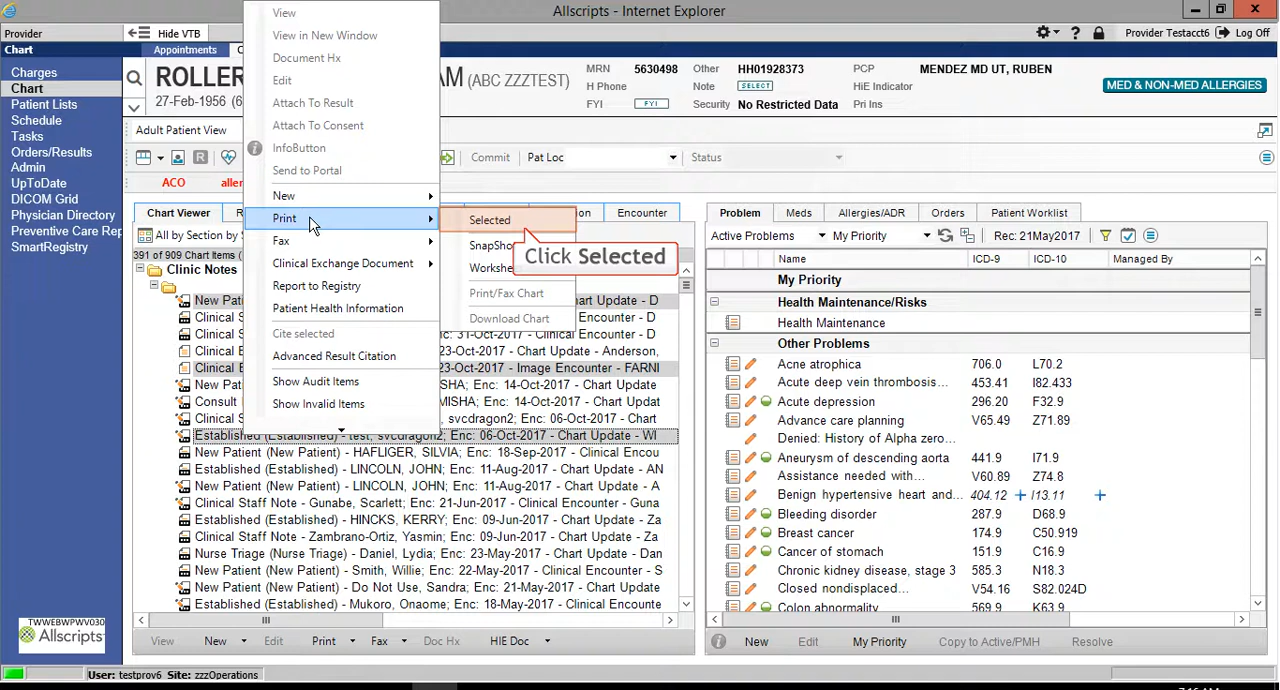 Allscripts - Internet Explorer
Provider
Hide VTB
Provider Testacct6
Log Off
Chart
Appointments
Charges
Chart
Patient Lists
Schedule
Tasks
Orders/Results
Admin
UpToDate
DICOM Grid
Physician Directory
Preventive Care Rep
SmartRegistry
TWWEBWPWV030
Allscripts
ROLLER
AM (ABC ZZZTEST)
27-Feb-1956 (6
MRN 5630498
H Phone
FYI FYI
Other HH01928373
Note SELECT
Security No Restricted Data
PCP MENDEZ MD UT, RUBEN
HiE Indicator
Pri Ins
MED & NON-MED ALLERGIES
Adult Patient View
Commit
Pat Loc
Status
ACO
View
View in New Window
Document Hx
Edit
Attach To Result
Attach To Consent
InfoButton
Send to Portal
New
Print
Fax
Clinical Exchange Document
Report to Registry
Patient Health Information
Cite selected
Advanced Result Citation
Show Audit Items
Show Invalid Items
Selected
SnapSho
Workshe
Print/Fax Chart
Download Chart
Click Selected
Chart Viewer
Encounter
All by Section by S
391 of 909 Chart Items (
Clinic Notes
New Pati
art Update - D
Clinical S
Encounter - D
Clinical S
31-Oct-2017 - Clinical Encounter - D
Clinical E
23-Oct-2017 - Chart Update - Anderson,
Clinical E
23-Oct-2017 - Image Encounter - FARNI
New Pati
SHA; Enc: 14-Oct-2017 - Chart Update
Consult
MISHA; Enc: 14-Oct-2017 - Chart Update
Clinical S
, svcdragon2; Enc: 06-Oct-2017 - Chart
Established (Established) - test, svcdragon2; Enc: 06-Oct-2017 - Chart Update - WI
New Patient (New Patient) - HAFLIGER, SILVIA; Enc: 18-Sep-2017 - Clinical Encou
Established (Established) - LINCOLN, JOHN; Enc: 11-Aug-2017 - Chart Update - AN
New Patient (New Patient) - LINCOLN, JOHN; Enc: 11-Aug-2017 - Chart Update -
Clinical Staff Note - Gunabe, Scarlett; Enc: 21-Jun-2017 - Clinical Encounter - Guna
Established (Established) - HINCKS, KERRY; Enc: 09-Jun-2017 - Chart Update - Za
Clinical Staff Note - Zambrano-Ortiz, Yasmin; Enc: 09-Jun-2017 - Chart Update - Za
Nurse Triage (Nurse Triage) - Daniel, Lydia; Enc: 23-May-2017 - Chart Update - Dan
New Patient (New Patient) - Smith, Willie; Enc: 22-May-2017 - Chart Update - S
New Patient (New Patient) - Do Not Use, Sandra; Enc: 21-May-2017 - Chart Update
Established (Established) - Mukoro, Onaome; Enc: 18-May-2017 - Chart Update
View
New
Edit
Print
Fax
Doc Hx
HIE Doc
Problem
Meds
Allergies/ADR
Orders
Patient Worklist
Active Problems
My Priority
Rec: 21May2017
Name ICD-9 ICD-10 Managed By
My Priority
Health Maintenance/Risks
Health Maintenance
Other Problems
Acne atrophica 706.0 L70.2
Acute deep vein thrombosis... 453.41 I82.433
Acute depression 296.20 F32.9
Advance care planning V65.49 Z71.89
Denied: History of Alpha zero...
Aneurysm of descending aorta 441.9 I71.9
Assistance needed with... V60.89 Z74.8
Benign hypertensive heart and... 404.12 + I13.11 +
Bleeding disorder 287.9 D68.9
Breast cancer 174.9 C50.919
Cancer of stomach 151.9 C16.9
Chronic kidney disease, stage 3 585.3 N18.3
Closed nondisplaced... V54.16 S82.024D
Colon abnormality 569.9 K63.9
New
Edit
My Priority
Copy to Active/PMH
Resolve
User: testprov6 Site: zzzOperations